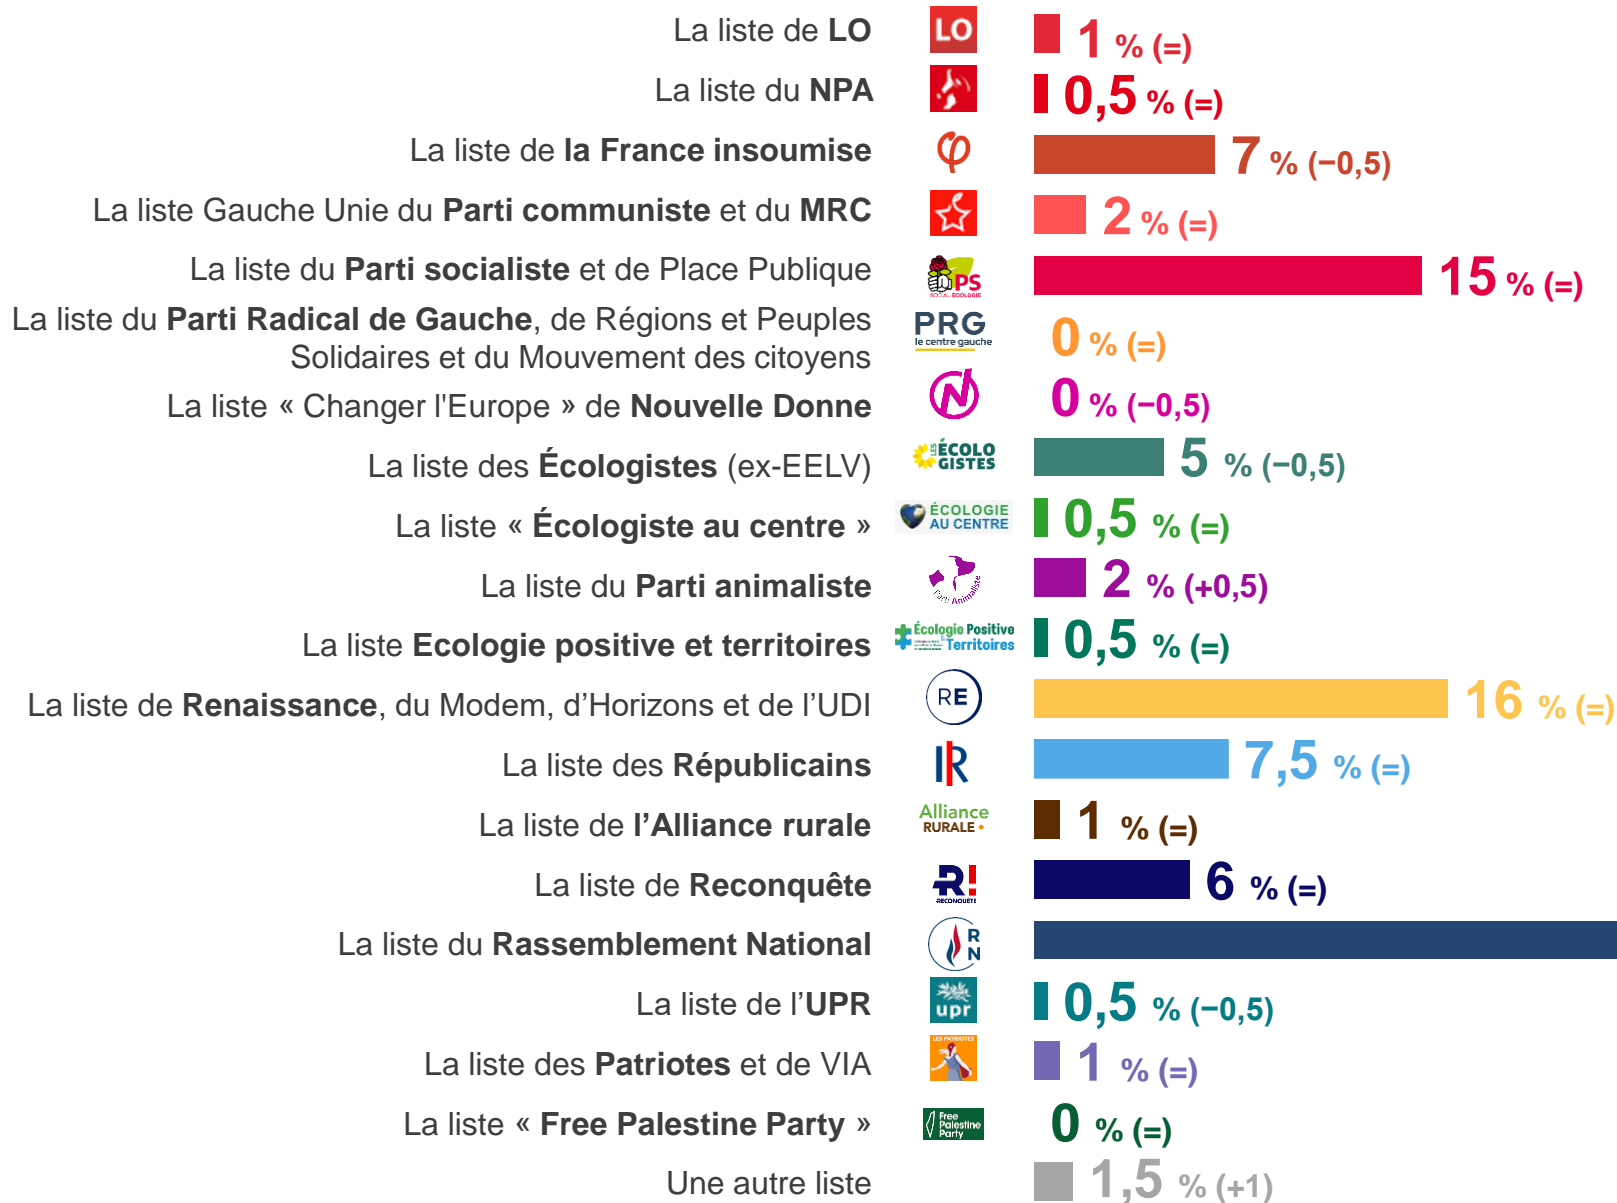 La liste de LO LO 1 % (=)
La liste du NPA 0,5 % (=)
La liste de la France insoumise 7 % (−0,5)
La liste Gauche Unie du Parti communiste et du MRC 2 % (=)
La liste du Parti socialiste et de Place Publique PS SOCIAL-ECOLOGIE 15 % (=)
La liste du Parti Radical de Gauche, de Régions et Peuples
Solidaires et du Mouvement des citoyens
PRG
le centre gauche
0 % (=)
La liste « Changer l'Europe » de Nouvelle Donne N 0 % (−0,5)
La liste des Écologistes (ex-EELV) LES ÉCOLO
GISTES
5 % (−0,5)
La liste « Écologiste au centre » ÉCOLOGIE
AU CENTRE
0,5 % (=)
La liste du Parti animaliste Parti Animaliste 2 % (+0,5)
La liste Ecologie positive et territoires Écologie Positive
& Territoires
0,5 % (=)
La liste de Renaissance, du Modem, d’Horizons et de l’UDI RE 16 % (=)
La liste des Républicains lR 7,5 % (=)
La liste de l’Alliance rurale Alliance
RURALE
1 % (=)
La liste de Reconquête R!
RECONQUÊTE
6 % (=)
La liste du Rassemblement National R
N
La liste de l’UPR upr 0,5 % (−0,5)
La liste des Patriotes et de VIA LES PATRIOTES 1 % (=)
La liste « Free Palestine Party » Free
Palestine
Party
0 % (=)
Une autre liste 1,5 % (+1)